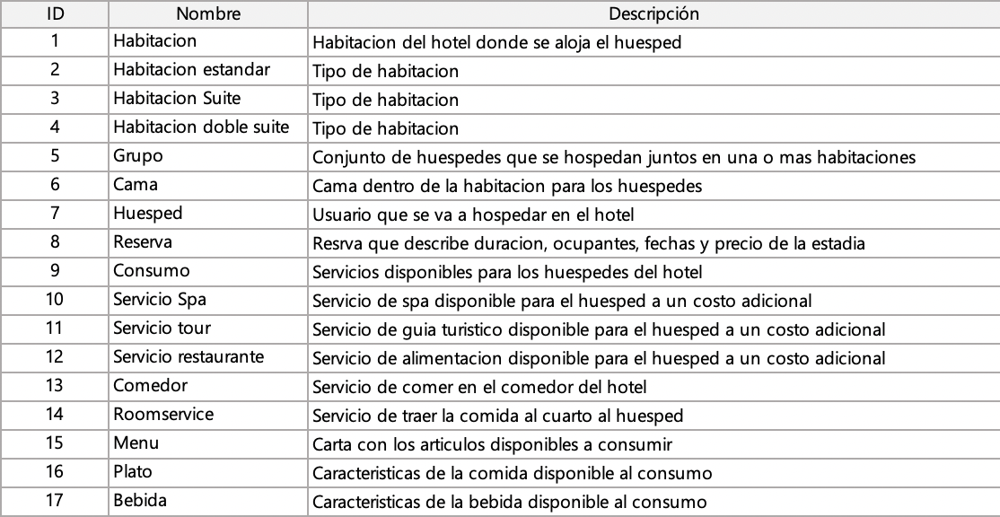 ID Nombre Descripción
1 Habitacion Habitacion del hotel donde se aloja el huesped
2 Habitacion estandar Tipo de habitacion
3 Habitacion Suite Tipo de habitacion
4 Habitacion doble suite Tipo de habitacion
5 Grupo Conjunto de huespedes que se hospedan juntos en una o mas habitaciones
6 Cama Cama dentro de la habitacion para los huespedes
7 Huesped Usuario que se va a hospedar en el hotel
8 Reserva Resrva que describe duracion, ocupantes, fechas y precio de la estadia
9 Consumo Servicios disponibles para los huespedes del hotel
10 Servicio Spa Servicio de spa disponible para el huesped a un costo adicional
11 Servicio tour Servicio de guia turistico disponible para el huesped a un costo adicional
12 Servicio restaurante Servicio de alimentacion disponible para el huesped a un costo adicional
13 Comedor Servicio de comer en el comedor del hotel
14 Roomservice Servicio de traer la comida al cuarto al huesped
15 Menu Carta con los articulos disponibles a consumir
16 Plato Caracteristicas de la comida disponible al consumo
17 Bebida Caracteristicas de la bebida disponible al consumo